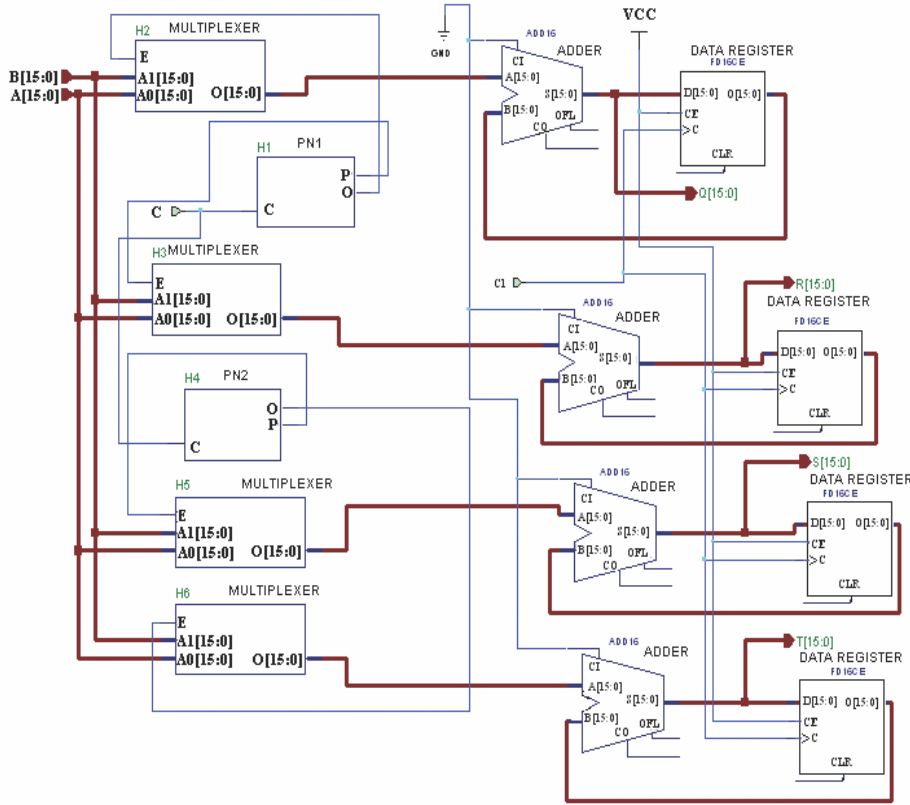 H2 MULTIPLEXER
E
B[15:0] A1[15:0]
A[15:0] A0[15:0] O[15:0]
GND
ADD16
ADDER
CI
A[15:0]
S[15:0]
B[15:0]
OFL
CO
VCC
DATA REGISTER
FD16CE
D[15:0] O[15:0]
CE
C
CLR
Q[15:0]
H1 PN1
P
O
C C
H3 MULTIPLEXER
E
A1[15:0]
A0[15:0] O[15:0]
C1
ADD16
ADDER
CI
A[15:0]
S[15:0]
B[15:0]
OFL
CO
R[15:0]
DATA REGISTER
FD16CE
D[15:0] O[15:0]
CE
C
CLR
H4 PN2
O
P
C
H5 MULTIPLEXER
E
A1[15:0]
A0[15:0] O[15:0]
ADD16
ADDER
CI
A[15:0]
S[15:0]
B[15:0]
OFL
CO
S[15:0]
DATA REGISTER
FD16CE
D[15:0] O[15:0]
CE
C
CLR
H6 MULTIPLEXER
E
A1[15:0]
A0[15:0] O[15:0]
ADD16
ADDER
CI
A[15:0]
S[15:0]
B[15:0]
OFL
CO
T[15:0]
DATA REGISTER
FD16CE
D[15:0] O[15:0]
CE
C
CLR